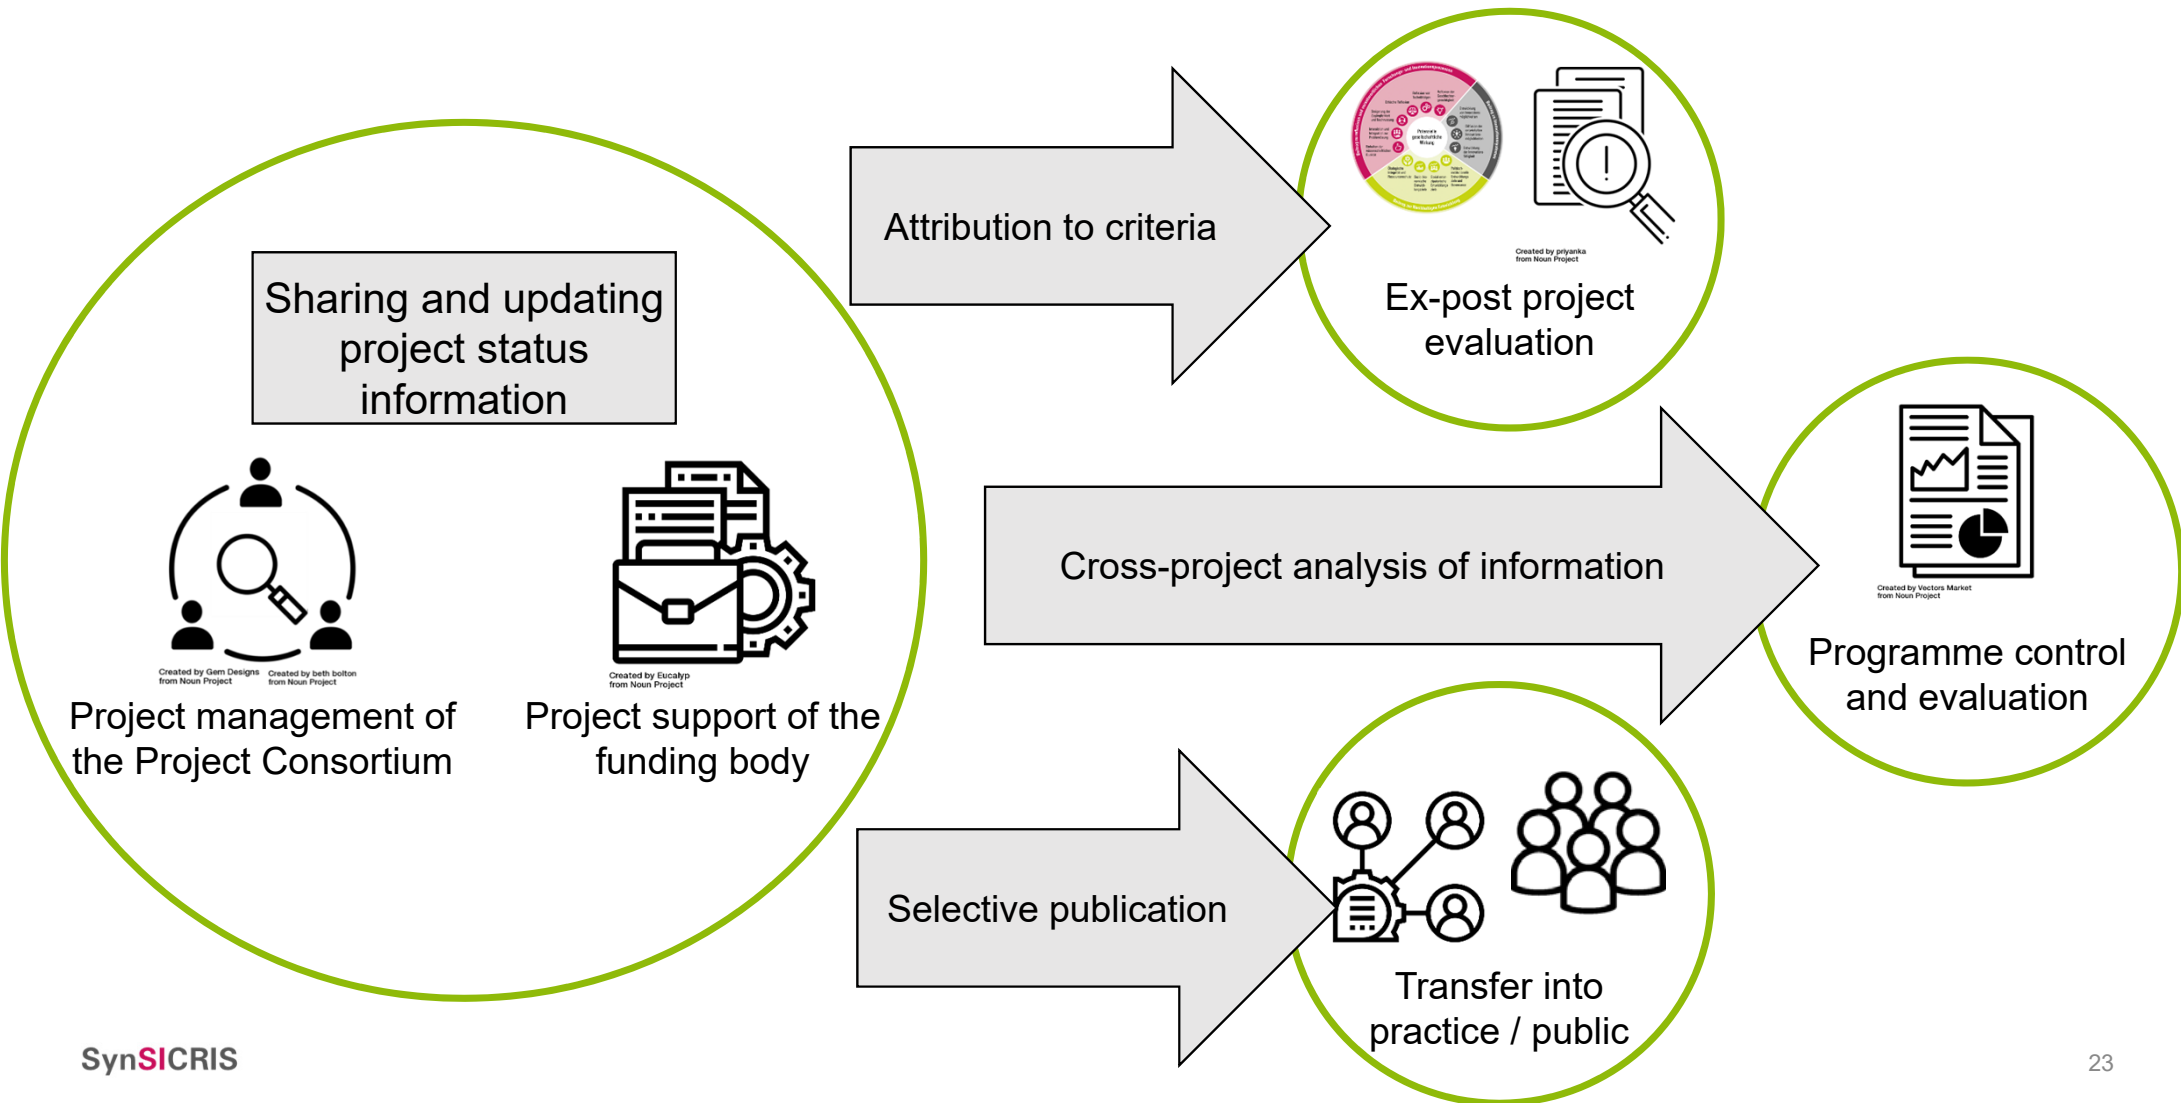 Sharing and updating
project status
information
Created by Gem Designs
from Noun Project
Created by beth bolton
from Noun Project
Project management of
the Project Consortium
Created by Eucalyp
from Noun Project
Project support of the
funding body
Attribution to criteria
Potenzielle
gesellschaftliche
Wirkung
Created by priyanka
from Noun Project
Ex-post project
evaluation
Cross-project analysis of information
Created by Vectors Market
from Noun Project
Programme control
and evaluation
Selective publication
Transfer into
practice / public
SynSICRIS
23